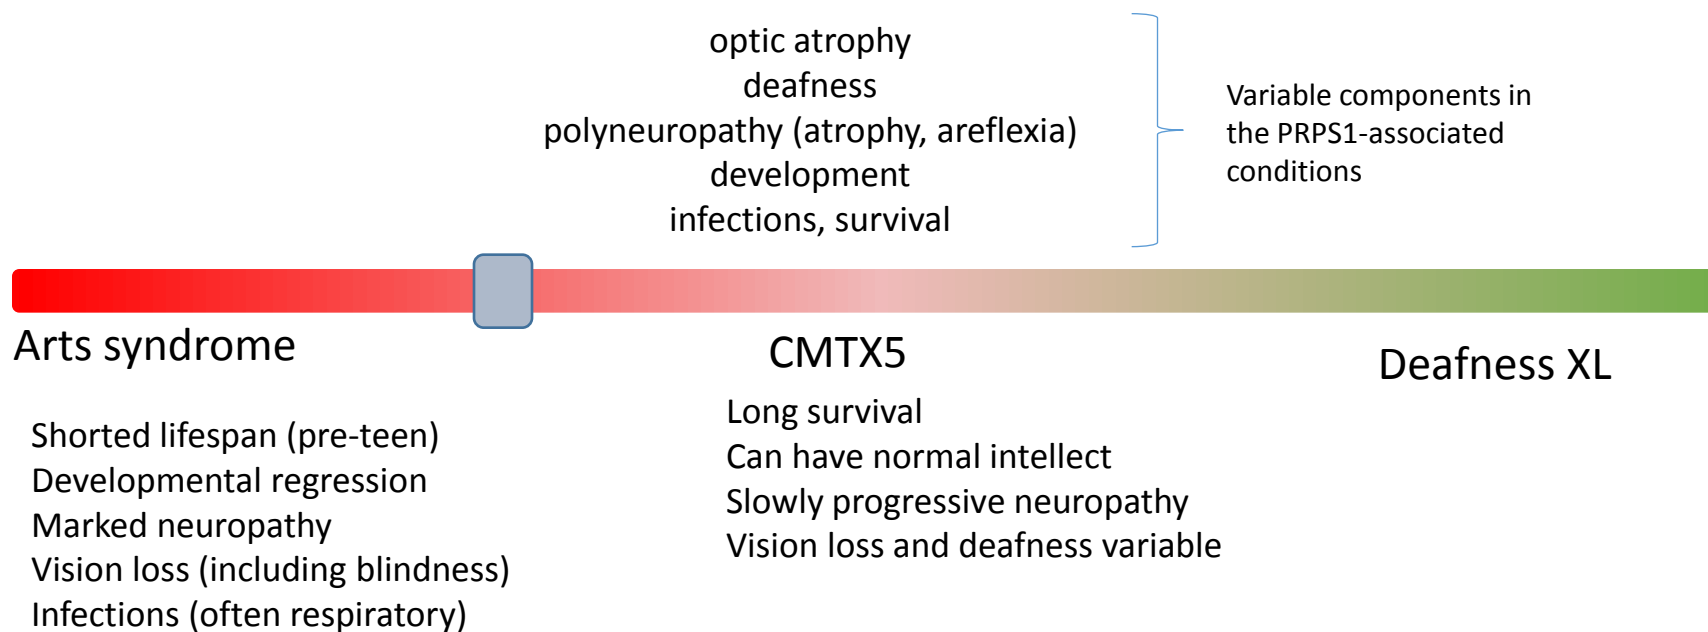 optic atrophy
deafness
polyneuropathy (atrophy, areflexia)
development
infections, survival
Variable components in
the PRPS1-associated
conditions
Arts syndrome
Shorted lifespan (pre-teen)
Developmental regression
Marked neuropathy
Vision loss (including blindness)
Infections (often respiratory)
CMTX5
Long survival
Can have normal intellect
Slowly progressive neuropathy
Vision loss and deafness variable
Deafness XL